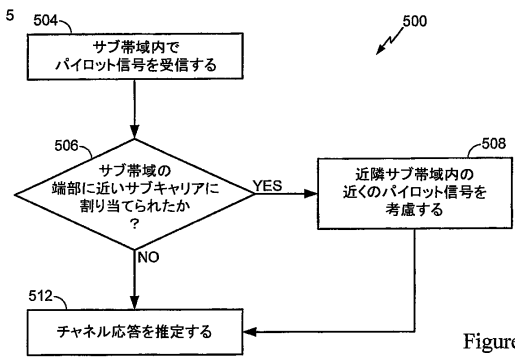 5
504
500
サブ帯域内で
パイロット信号を受信する
506
サブ帯域の
端部に近いサブキャリアに
割り当てられたか
?
YES
508
近隣サブ帯域内の
近くのパイロット信号を
考慮する
NO
512
チャネル応答を推定する
Figure